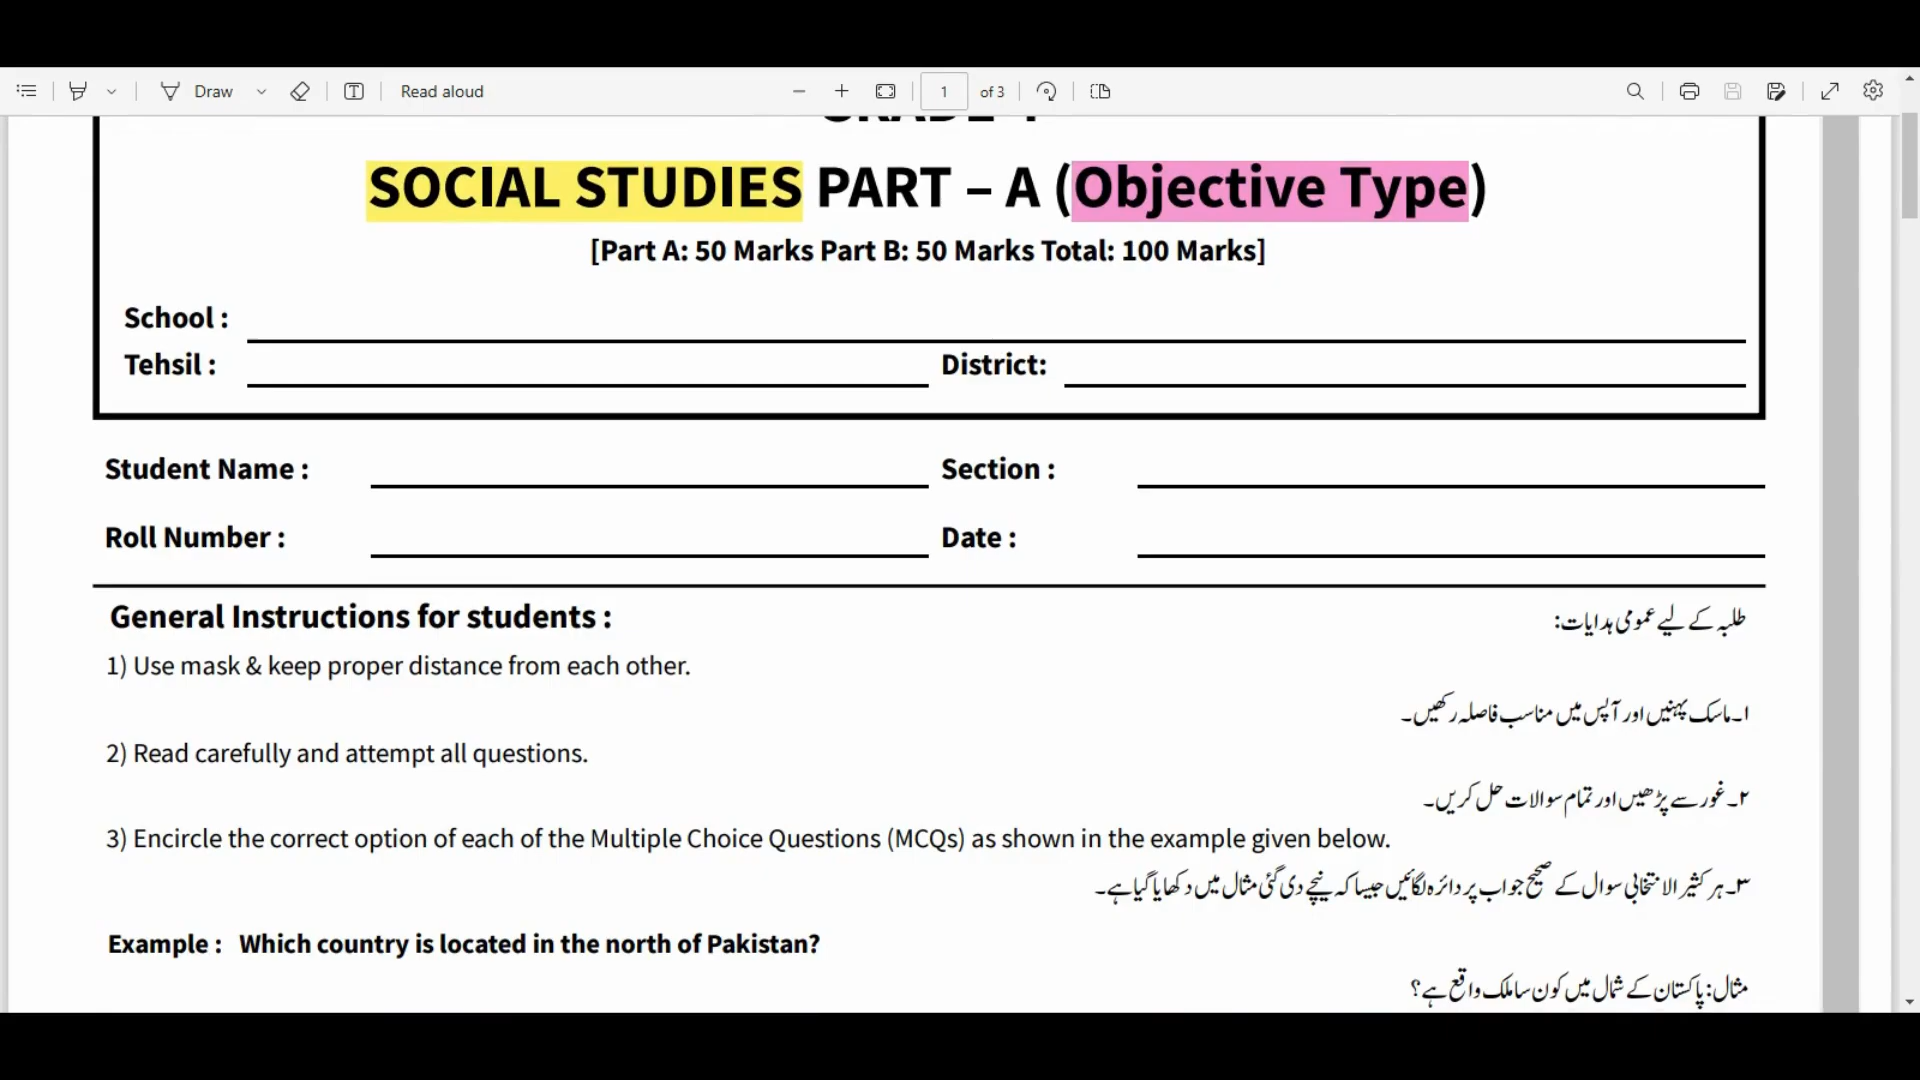 Draw
Read aloud
1 of 3
SOCIAL STUDIES PART – A (Objective Type)
[Part A: 50 Marks Part B: 50 Marks Total: 100 Marks]
School :
Tehsil : District:
Student Name : Section :
Roll Number : Date :
General Instructions for students :
طلبہ کے لیے عمومی ہدایات:
1) Use mask & keep proper distance from each other.
۱۔ماسک پہنیں اور آپس میں مناسب فاصلہ رکھیں۔
2) Read carefully and attempt all questions.
۲۔غور سے پڑھیں اور تمام سوالات حل کریں۔
3) Encircle the correct option of each of the Multiple Choice Questions (MCQs) as shown in the example given below.
۳۔ہر کثیر الانتخابی سوال کے صحیح جواب پر دائرہ لگائیں جیسا کہ نیچے دی گئی مثال میں دکھایا گیا ہے۔
Example : Which country is located in the north of Pakistan?
مثال: پاکستان کے شمال میں کون سا ملک واقع ہے؟